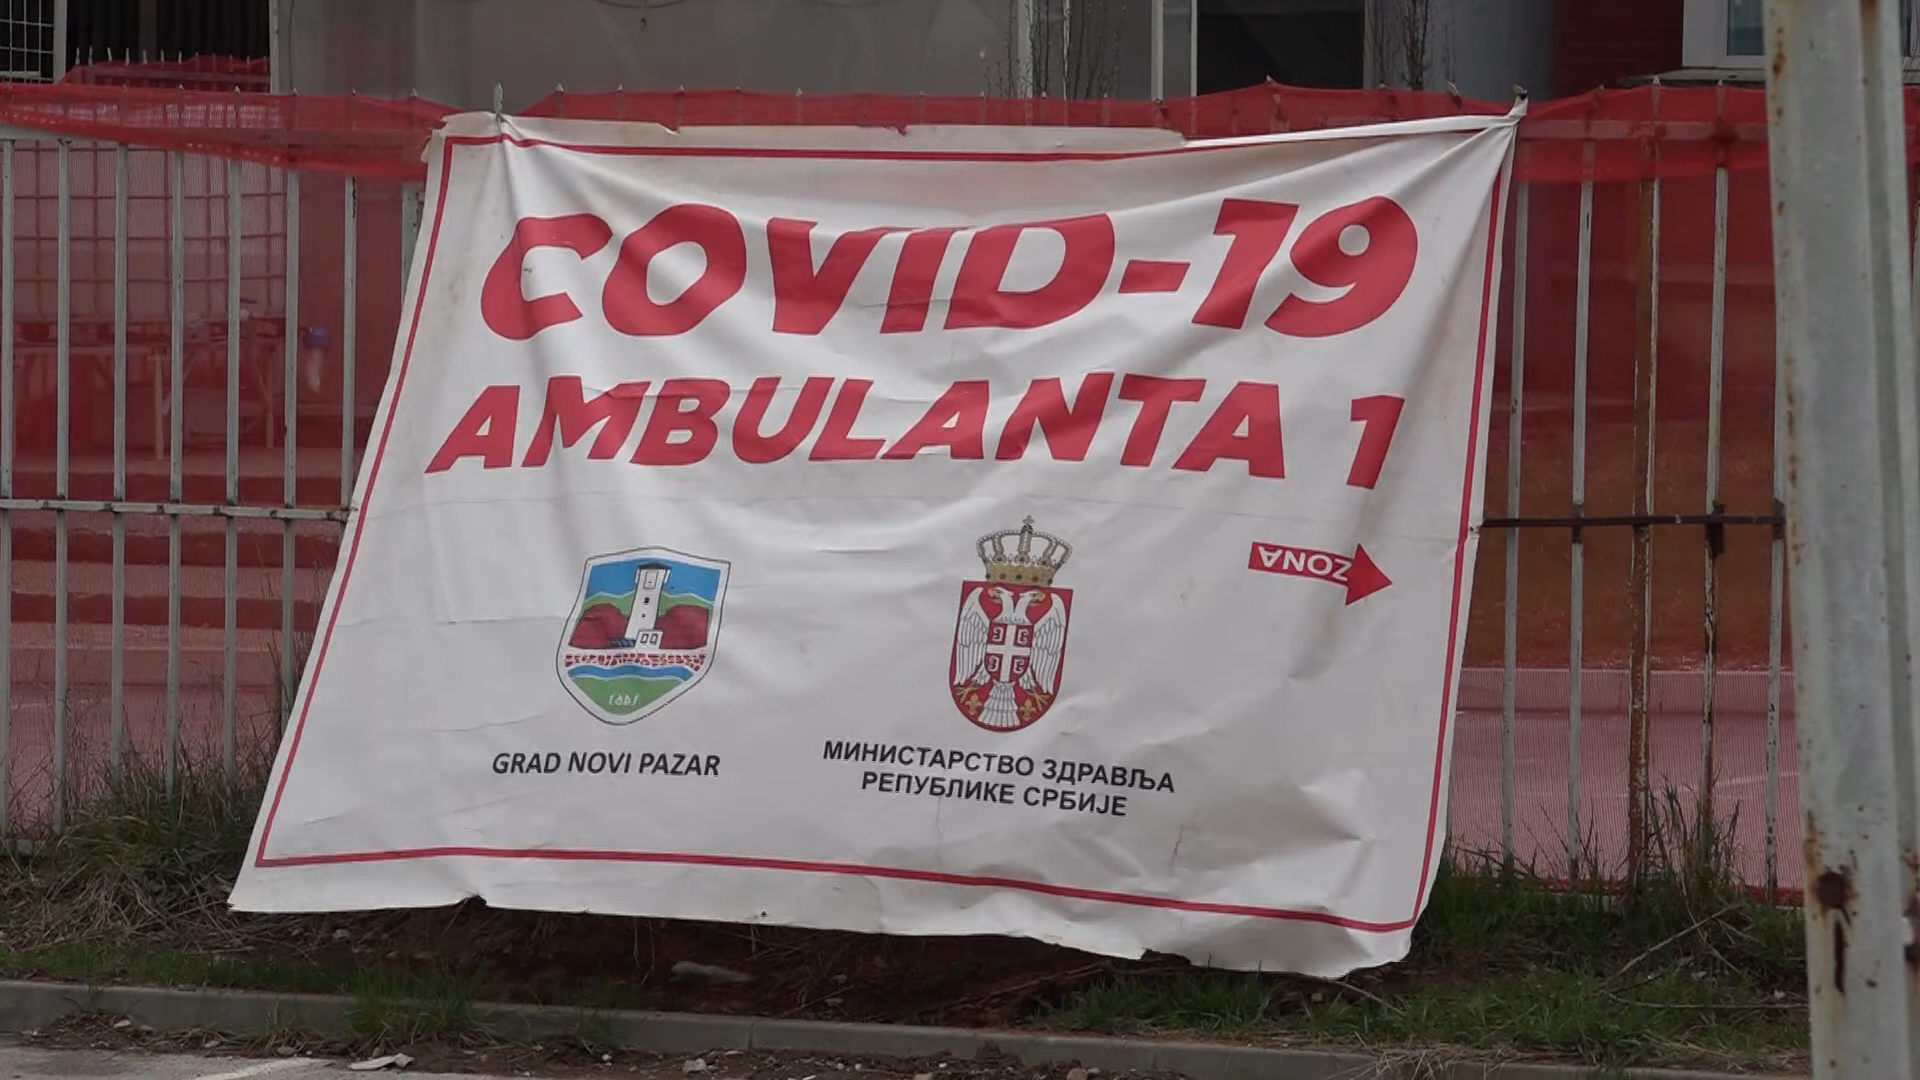 COVID-19
AMBULANTA 1
ZONA
GRAD NOVI PAZAR
МИНИСТАРСТВО ЗДРАВЉА
РЕПУБЛИКЕ СРБИЈЕ